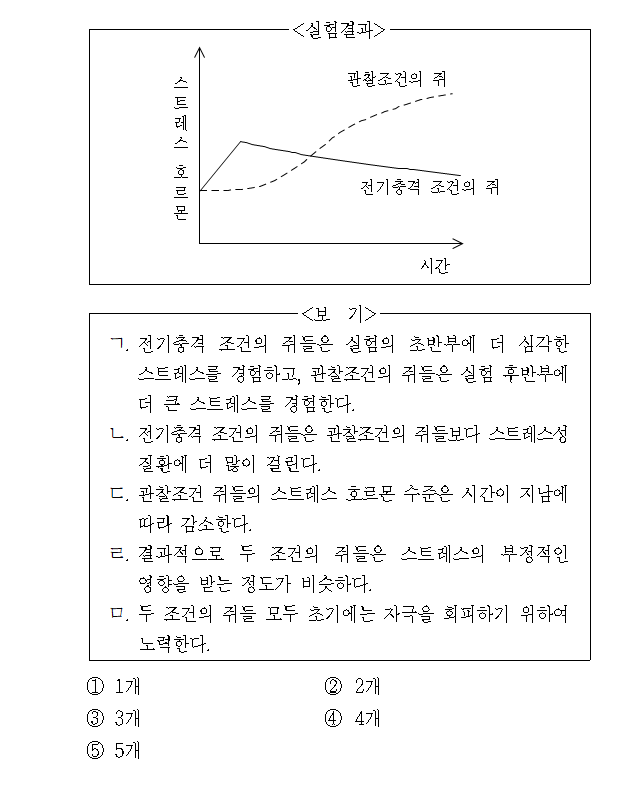 <실험결과>
스트레스 호르몬
관찰조건의 쥐
전기충격 조건의 쥐
시간
<보 기>
ㄱ. 전기충격 조건의 쥐들은 실험의 초반부에 더 심각한
스트레스를 경험하고, 관찰조건의 쥐들은 실험 후반부에
더 큰 스트레스를 경험한다.
ㄴ. 전기충격 조건의 쥐들은 관찰조건의 쥐들보다 스트레스성
질환에 더 많이 걸린다.
ㄷ. 관찰조건 쥐들의 스트레스 호르몬 수준은 시간이 지남에
따라 감소한다.
ㄹ. 결과적으로 두 조건의 쥐들은 스트레스의 부정적인
영향을 받는 정도가 비슷하다.
ㅁ. 두 조건의 쥐들 모두 초기에는 자극을 회피하기 위하여
노력한다.
① 1개 ② 2개
③ 3개 ④ 4개
⑤ 5개